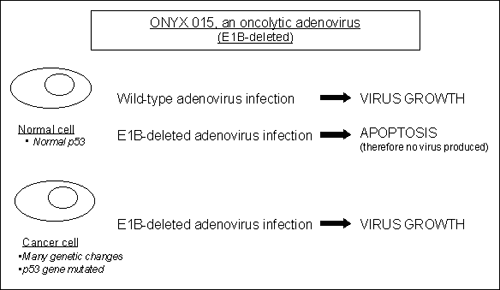 ONYX 015, an oncolytic adenovirus
(E1B-deleted)
Wild-type adenovirus infection VIRUS GROWTH
Normal cell
• Normal p53
E1B-deleted adenovirus infection APOPTOSIS
(therefore no virus produced)
E1B-deleted adenovirus infection VIRUS GROWTH
Cancer cell
•Many genetic changes
•p53 gene mutated